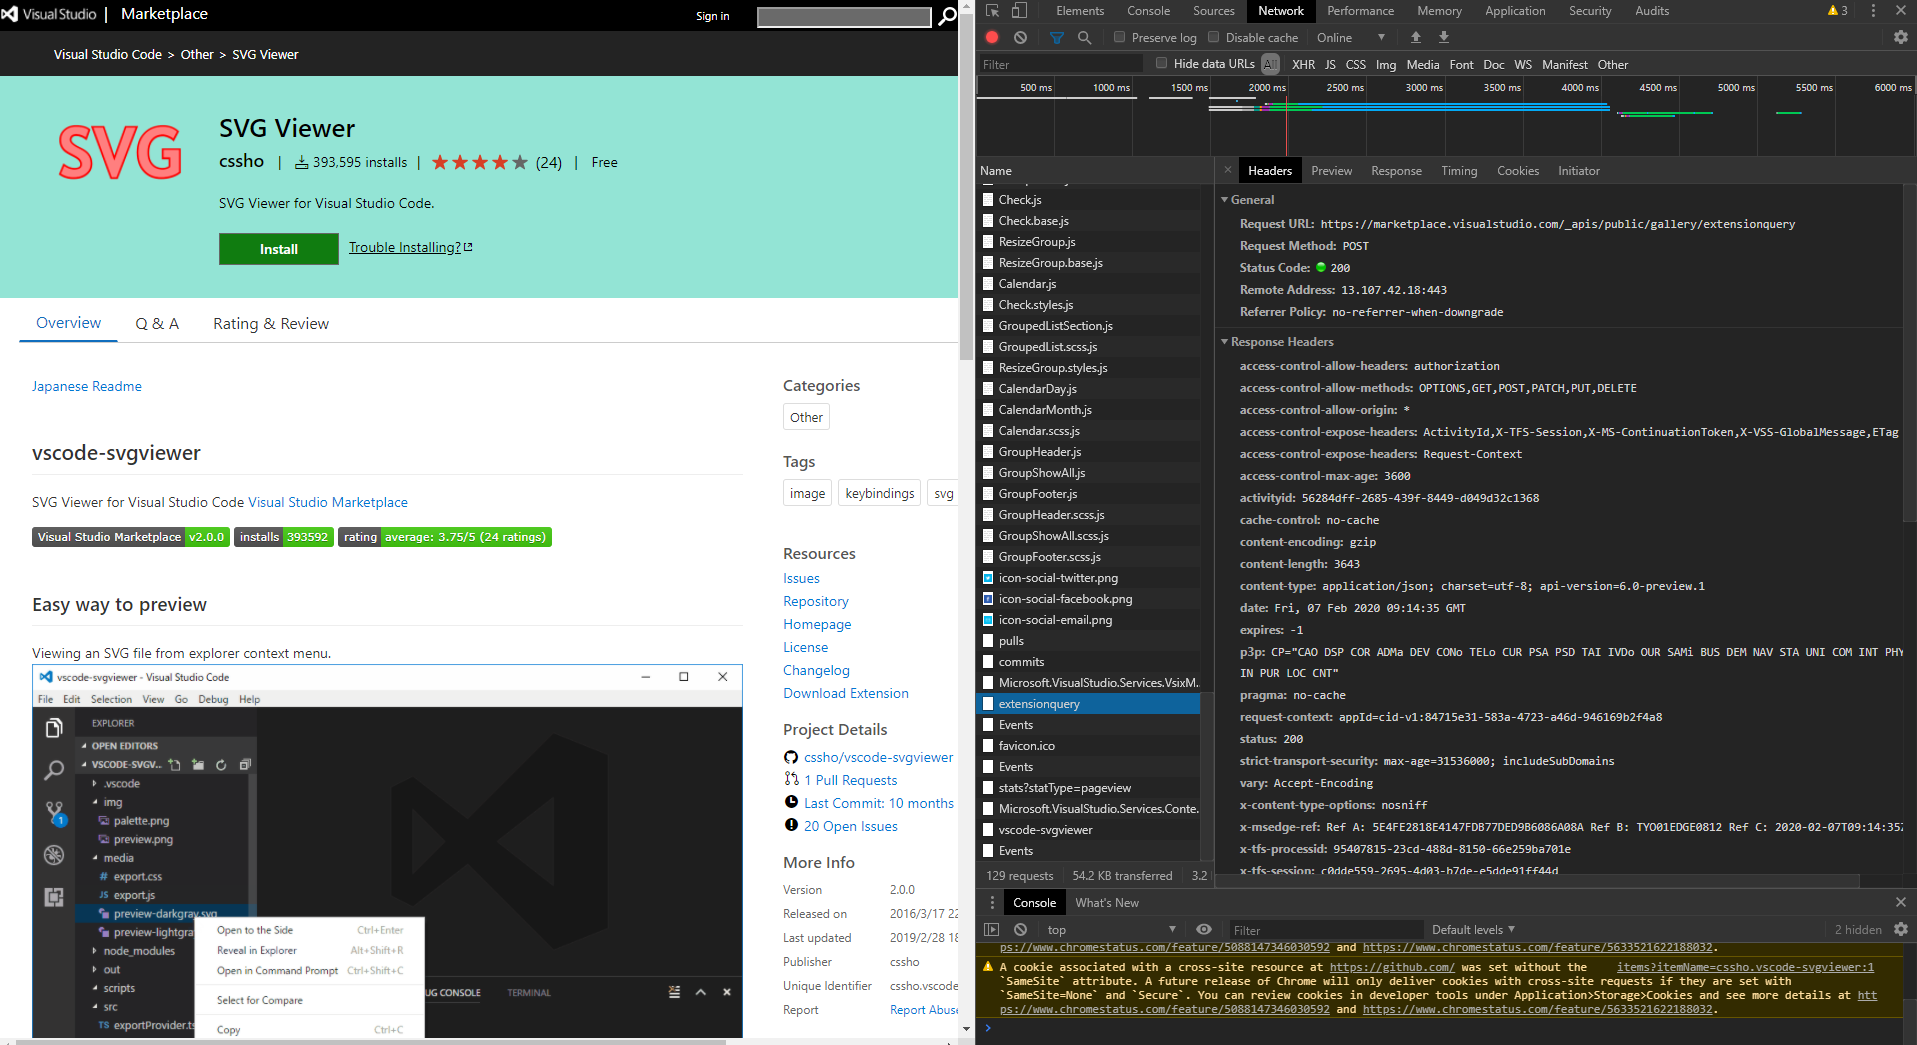 Visual Studio | Marketplace
Sign in
Visual Studio Code > Other > SVG Viewer
SVG
SVG Viewer
cssho | 393,595 installs | (24) | Free
SVG Viewer for Visual Studio Code.
Install Trouble Installing?
Overview Q & A Rating & Review
Japanese Readme
vscode-svgviewer
SVG Viewer for Visual Studio Code Visual Studio Marketplace
Visual Studio Marketplace v2.0.0 installs 393592 rating average: 3.75/5 (24 ratings)
Easy way to preview
Viewing an SVG file from explorer context menu.
vscode-svgviewer - Visual Studio Code
File Edit Selection View Go Debug Help
EXPLORER
OPEN EDITORS
VSCODE-SVGV...
.vscode
img
palette.png
1
preview.png
media
export.css
JS export.js
preview-darkgray.svg
preview-lightgra
node_modules
out
scripts
src
TS exportProvider.ts
Open to the Side Ctrl+Enter
Reveal in Explorer Alt+Shift+R
Open in Command Prompt Ctrl+Shift+C
Select for Compare
Copy Ctrl+C
UG CONSOLE TERMINAL
Categories
Other
Tags
image keybindings svg
Resources
Issues
Repository
Homepage
License
Changelog
Download Extension
Project Details
cssho/vscode-svgviewer
1 Pull Requests
Last Commit: 10 months
20 Open Issues
More Info
Version 2.0.0
Released on 2016/3/17 22
Last updated 2019/2/28 18
Publisher cssho
Unique Identifier cssho.vscode
Report Report Abuse
Elements Console Sources Network Performance Memory Application Security Audits 3
Preserve log Disable cache Online
Filter Hide data URLs All XHR JS CSS Img Media Font Doc WS Manifest Other
500 ms 1000 ms 1500 ms 2000 ms 2500 ms 3000 ms 3500 ms 4000 ms 4500 ms 5000 ms 5500 ms 6000 ms
Name
Check.js
Check.base.js
ResizeGroup.js
ResizeGroup.base.js
Calendar.js
Check.styles.js
GroupedListSection.js
GroupedList.scss.js
ResizeGroup.styles.js
CalendarDay.js
CalendarMonth.js
Calendar.scss.js
GroupHeader.js
GroupShowAll.js
GroupFooter.js
GroupHeader.scss.js
GroupShowAll.scss.js
GroupFooter.scss.js
icon-social-twitter.png
icon-social-facebook.png
icon-social-email.png
pulls
commits
Microsoft.VisualStudio.Services.VsixM...
extensionquery
Events
favicon.ico
Events
stats?statType=pageview
Microsoft.VisualStudio.Services.Conte...
vscode-svgviewer
Events
129 requests 54.2 KB transferred 3.2
Headers Preview Response Timing Cookies Initiator
General
Request URL: https://marketplace.visualstudio.com/_apis/public/gallery/extensionquery
Request Method: POST
Status Code: 200
Remote Address: 13.107.42.18:443
Referrer Policy: no-referrer-when-downgrade
Response Headers
access-control-allow-headers: authorization
access-control-allow-methods: OPTIONS,GET,POST,PATCH,PUT,DELETE
access-control-allow-origin: *
access-control-expose-headers: ActivityId,X-TFS-Session,X-MS-ContinuationToken,X-VSS-GlobalMessage,ETag
access-control-expose-headers: Request-Context
access-control-max-age: 3600
activityid: 56284dff-2685-439f-8449-d049d32c1368
cache-control: no-cache
content-encoding: gzip
content-length: 3643
content-type: application/json; charset=utf-8; api-version=6.0-preview.1
date: Fri, 07 Feb 2020 09:14:35 GMT
expires: -1
p3p: CP="CAO DSP COR ADMa DEV CONo TELo CUR PSA PSD TAI IVDo OUR SAMi BUS DEM NAV STA UNI COM INT PHY
IN PUR LOC CNT"
pragma: no-cache
request-context: appId=cid-v1:84715e31-583a-4723-a46d-946169b2f4a8
status: 200
strict-transport-security: max-age=31536000; includeSubDomains
vary: Accept-Encoding
x-content-type-options: nosniff
x-msedge-ref: Ref A: 5E4FE2818E4147FDB77DED9B6086A08A Ref B: TYO01EDGE0812 Ref C: 2020-02-07T09:14:35Z
x-tfs-processid: 95407815-23cd-488d-8150-66e259ba701e
x-tfs-session: c0dde559-2695-4d03-b7de-e5dde91ff44d
Console What's New
top Filter Default levels 2 hidden
ps://www.chromestatus.com/feature/5088147346030592 and https://www.chromestatus.com/feature/5633521622188032.
A cookie associated with a cross-site resource at https://github.com/ was set without the items?itemName=cssho.vscode-svgviewer:1
`SameSite` attribute. A future release of Chrome will only deliver cookies with cross-site requests if they are set with
`SameSite=None` and `Secure`. You can review cookies in developer tools under Application>Storage>Cookies and see more details at htt
ps://www.chromestatus.com/feature/5088147346030592 and https://www.chromestatus.com/feature/5633521622188032.